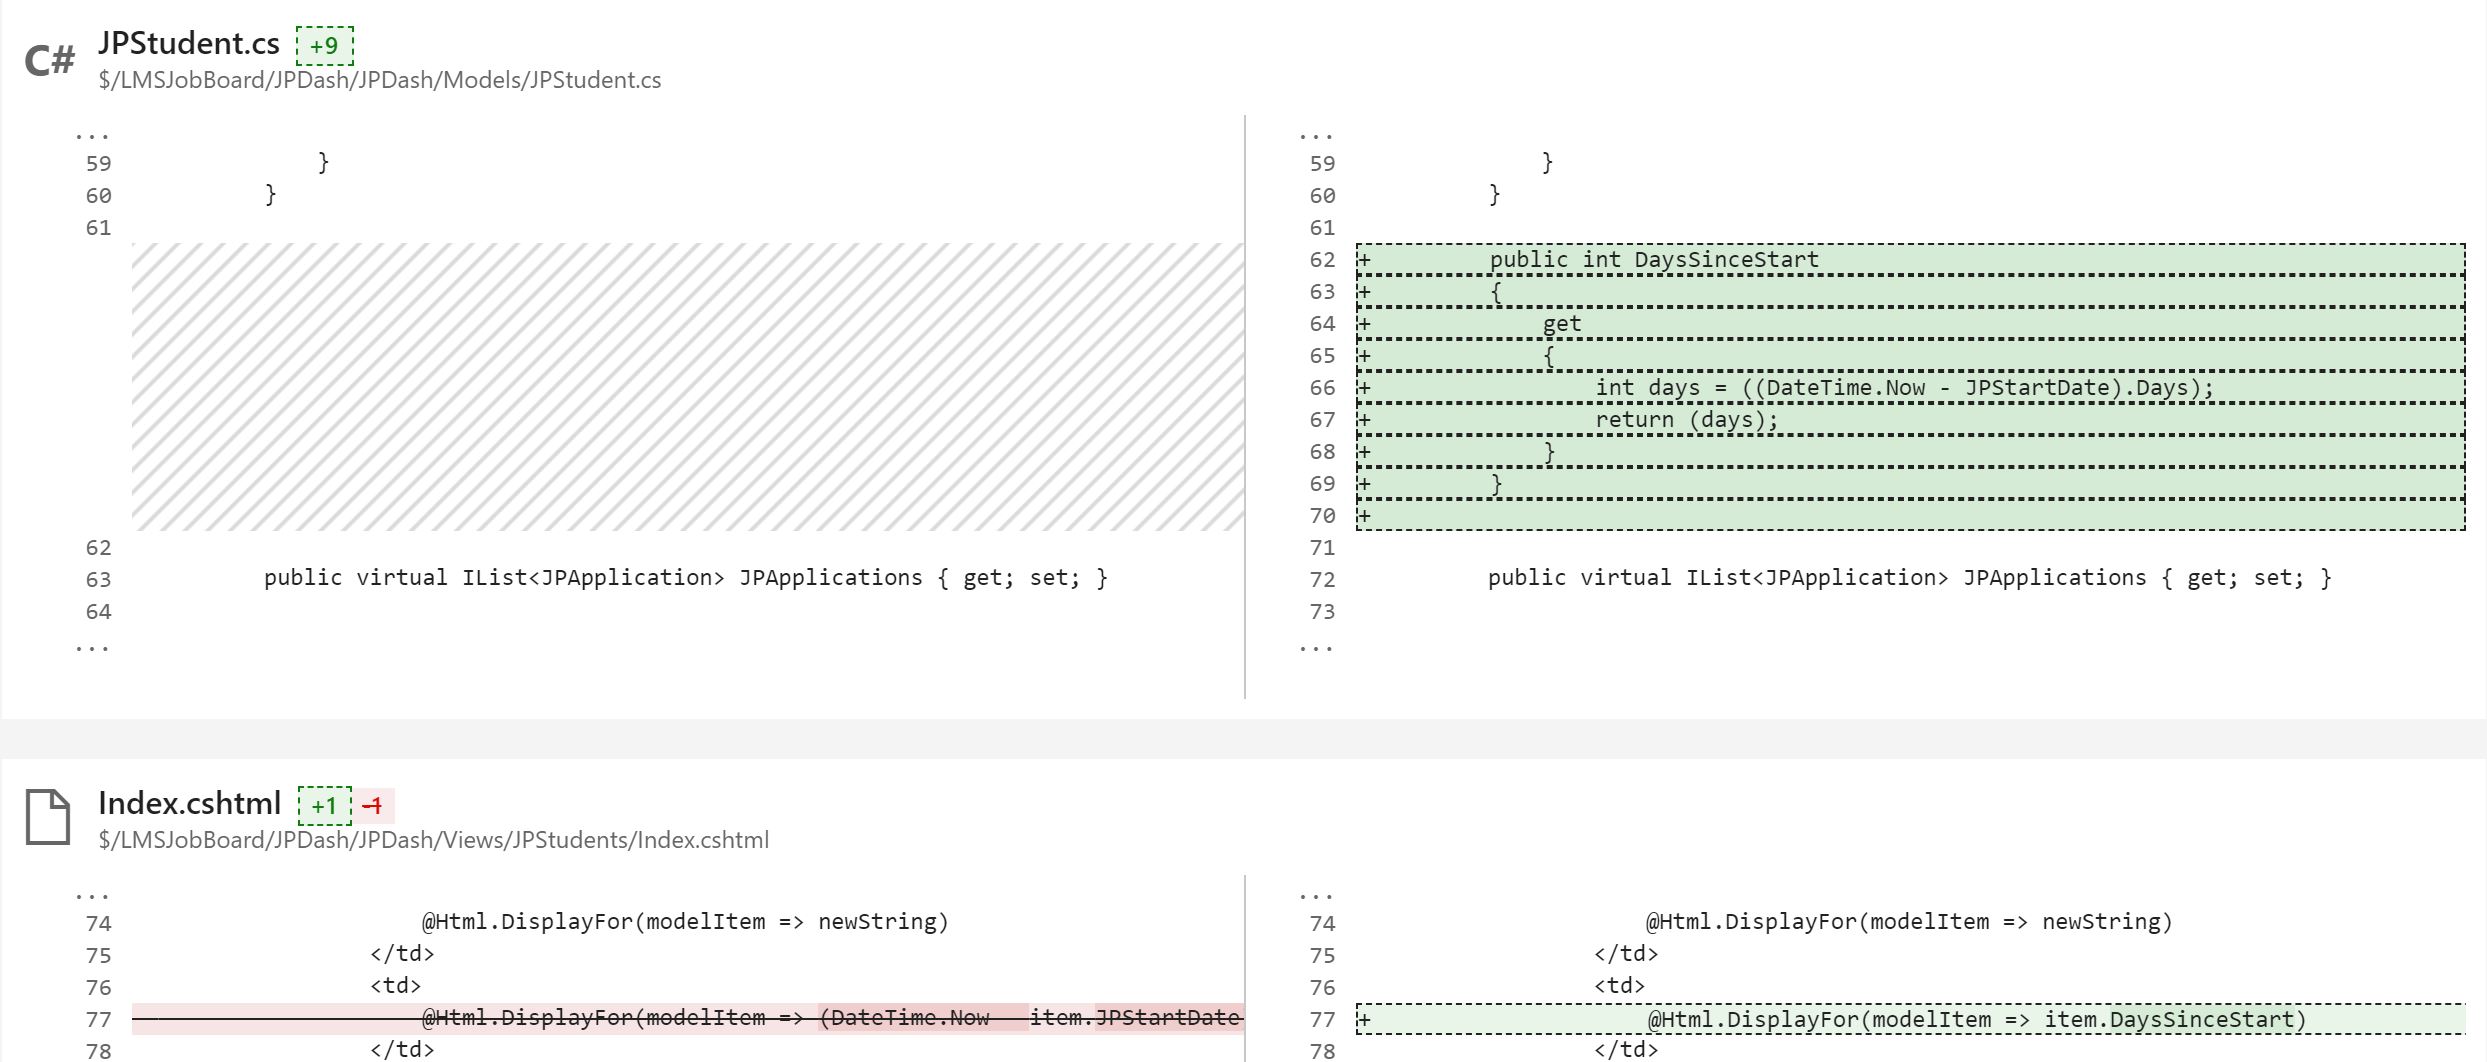 C#
JPStudent.cs +9
$/LMSJobBoard/JPDash/JPDash/Models/JPStudent.cs
...
59 }
60 }
61
62
63 public virtual IList<JPApplication> JPApplications { get; set; }
64
...
...
59 }
60 }
61
62 + public int DaysSinceStart
63 + {
64 + get
65 + {
66 + int days = ((DateTime.Now - JPStartDate).Days);
67 + return (days);
68 + }
69 + }
70 +
71
72 public virtual IList<JPApplication> JPApplications { get; set; }
73
...
Index.cshtml +1 -1
$/LMSJobBoard/JPDash/JPDash/Views/JPStudents/Index.cshtml
...
74 @Html.DisplayFor(modelItem => newString)
75 </td>
76 <td>
77 @Html.DisplayFor(modelItem => (DateTime.Now - item.JPStartDate
78 </td>
...
74 @Html.DisplayFor(modelItem => newString)
75 </td>
76 <td>
77 + @Html.DisplayFor(modelItem => item.DaysSinceStart)
78 </td>